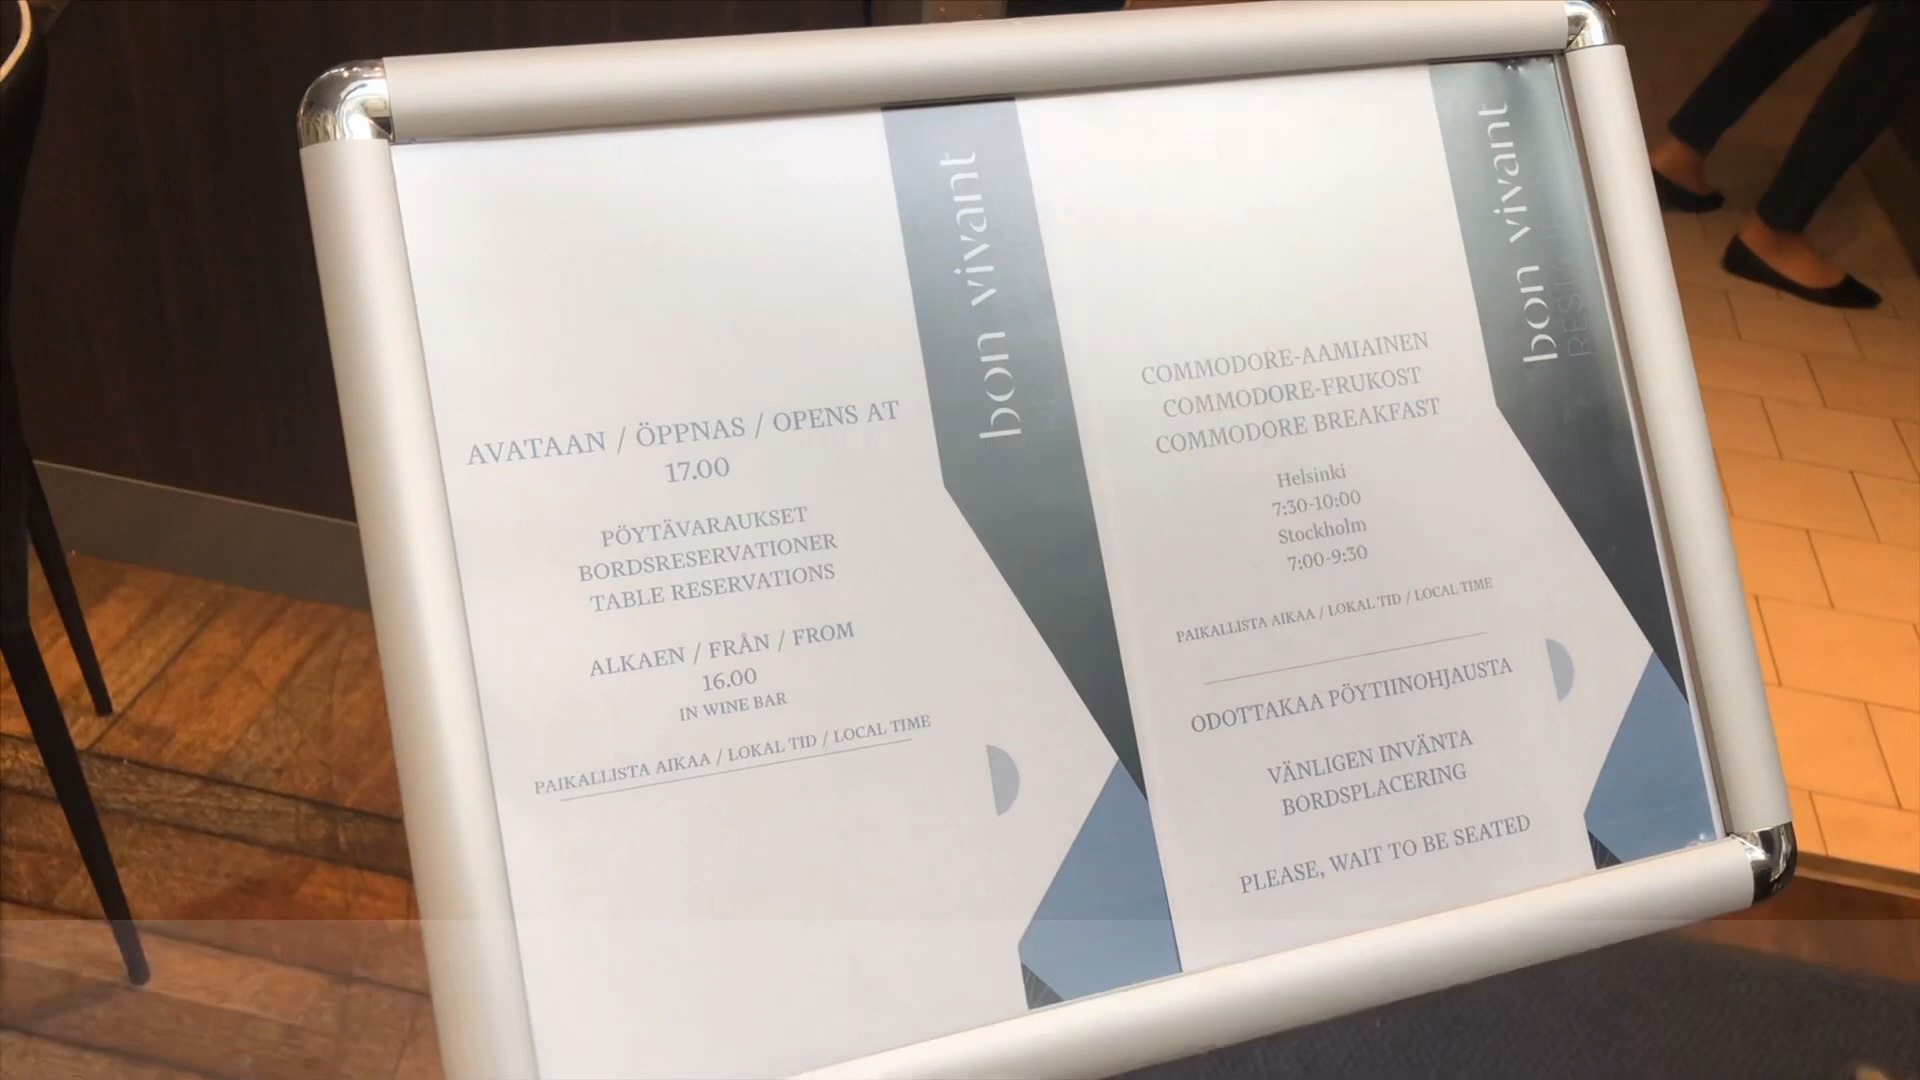 AVATAAN / ÖPPNAS / OPENS AT
17.00
PÖYTÄVARAUKSET
BORDSRESERVATIONER
TABLE RESERVATIONS
ALKAEN / FRÅN / FROM
16.00
IN WINE BAR
PAIKALLISTA AIKAA / LOKAL TID / LOCAL TIME
bon vivant
COMMODORE-AAMIAINEN
COMMODORE-FRUKOST
COMMODORE BREAKFAST
Helsinki
7:30-10:00
Stockholm
7:00-9:30
PAIKALLISTA AIKAA / LOKAL TID / LOCAL TIME
ODOTTAKAA PÖYTIINOHJAUSTA
VÄNLIGEN INVÄNTA
BORDSPLACERING
PLEASE, WAIT TO BE SEATED
bon vivant